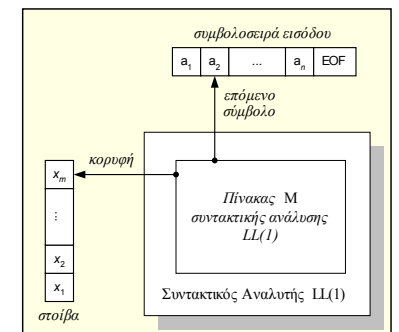 συμβολοσειρά εισόδου
a1 a2 ... an EOF
επόμενο
σύμβολο
κορυφή
xm
⋮
x2
x1
στοίβα
Πίνακας M
συντακτικής ανάλυσης
LL(1)
Συντακτικός Αναλυτής LL(1)